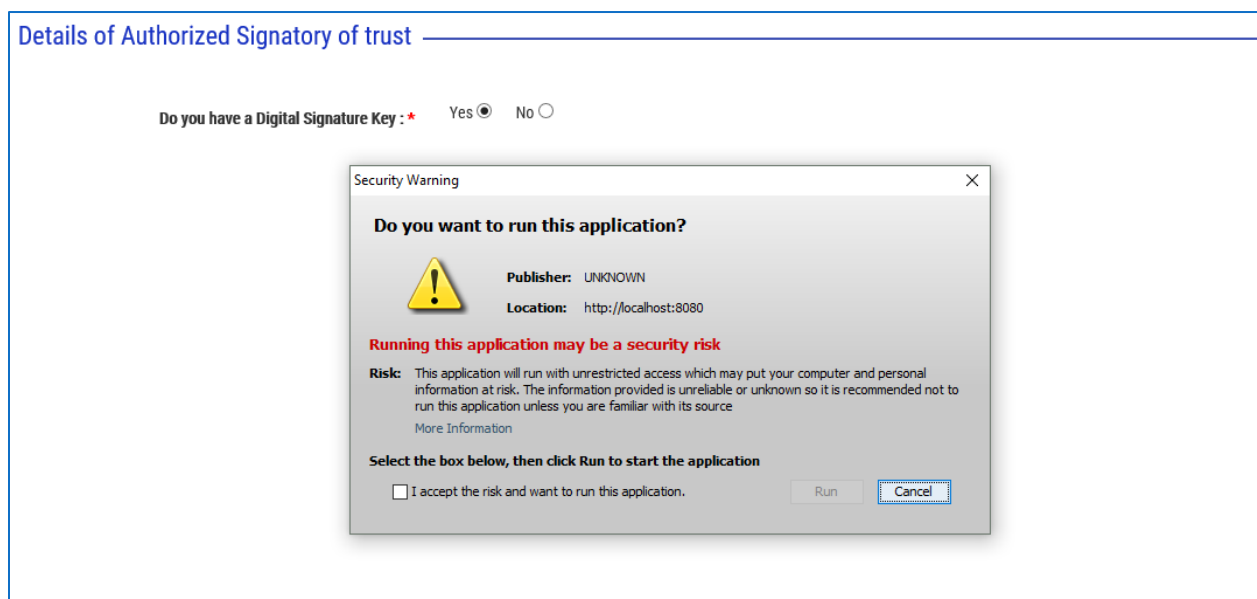 Details of Authorized Signatory of trust
Do you have a Digital Signature Key : * Yes No
Security Warning
Do you want to run this application?
Publisher: UNKNOWN
Location: http://localhost:8080
Running this application may be a security risk
Risk: This application will run with unrestricted access which may put your computer and personal
information at risk. The information provided is unreliable or unknown so it is recommended not to
run this application unless you are familiar with its source
More Information
Select the box below, then click Run to start the application
I accept the risk and want to run this application. Run Cancel